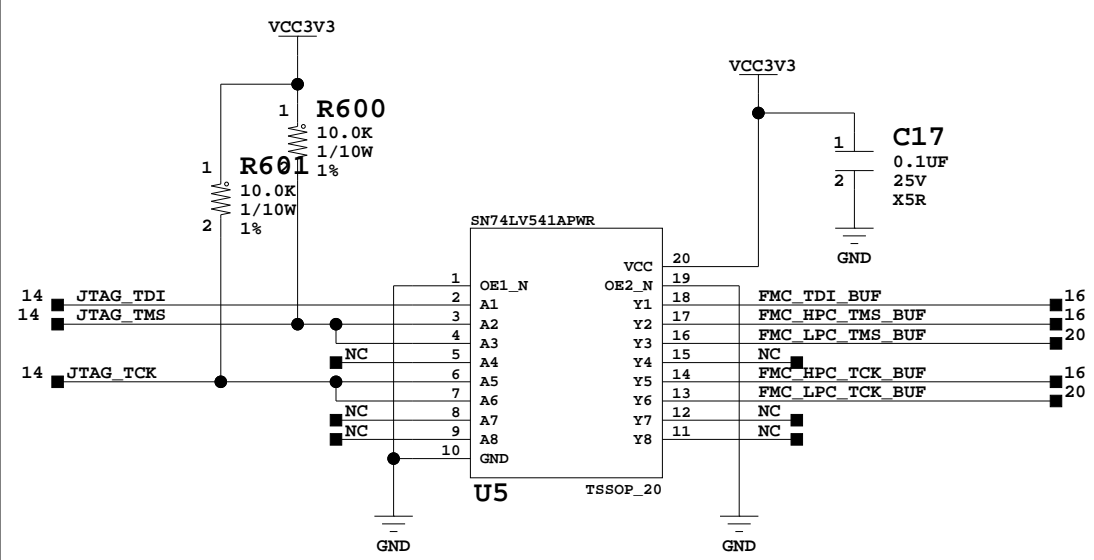 VCC3V3
VCC3V3
1
R600
10.0K
1/10W
1%
2
1
R601
10.0K
1/10W
1%
2
C17
1
0.1UF
2
25V
X5R
GND
SN74LV541APWR
VCC 20
1 OE1_N
OE2_N 19
14 JTAG_TDI 2 A1
Y1 18 FMC_TDI_BUF 16
14 JTAG_TMS 3 A2
Y2 17 FMC_HPC_TMS_BUF 16
4 A3
Y3 16 FMC_LPC_TMS_BUF 20
NC 5 A4
Y4 15 NC
14 JTAG_TCK 6 A5
Y5 14 FMC_HPC_TCK_BUF 16
7 A6
Y6 13 FMC_LPC_TCK_BUF 20
NC 8 A7
Y7 12 NC
NC 9 A8
Y8 11 NC
10 GND
U5
TSSOP_20
GND
GND